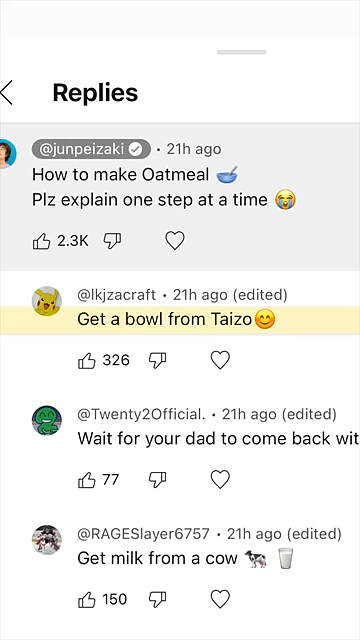 Replies
@junpeizaki • 21h ago
How to make Oatmeal 🥣
Plz explain one step at a time 😭
2.3K
@lkjzacraft • 21h ago (edited)
Get a bowl from Taizo😊
326
@Twenty2Official. • 21h ago (edited)
Wait for your dad to come back wit
77
@RAGESlayer6757 • 21h ago (edited)
Get milk from a cow 🐄 🥛
150